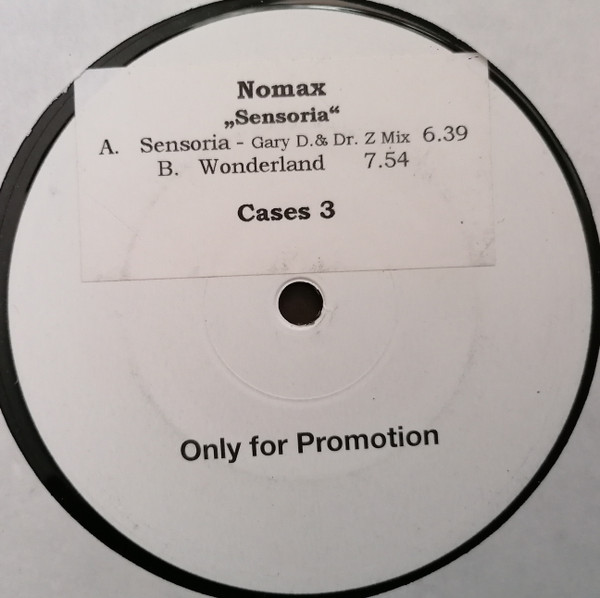 Nomax
„Sensoria“
A. Sensoria - Gary D.& Dr. Z Mix 6.39
B. Wonderland 7.54
Cases 3
Only for Promotion